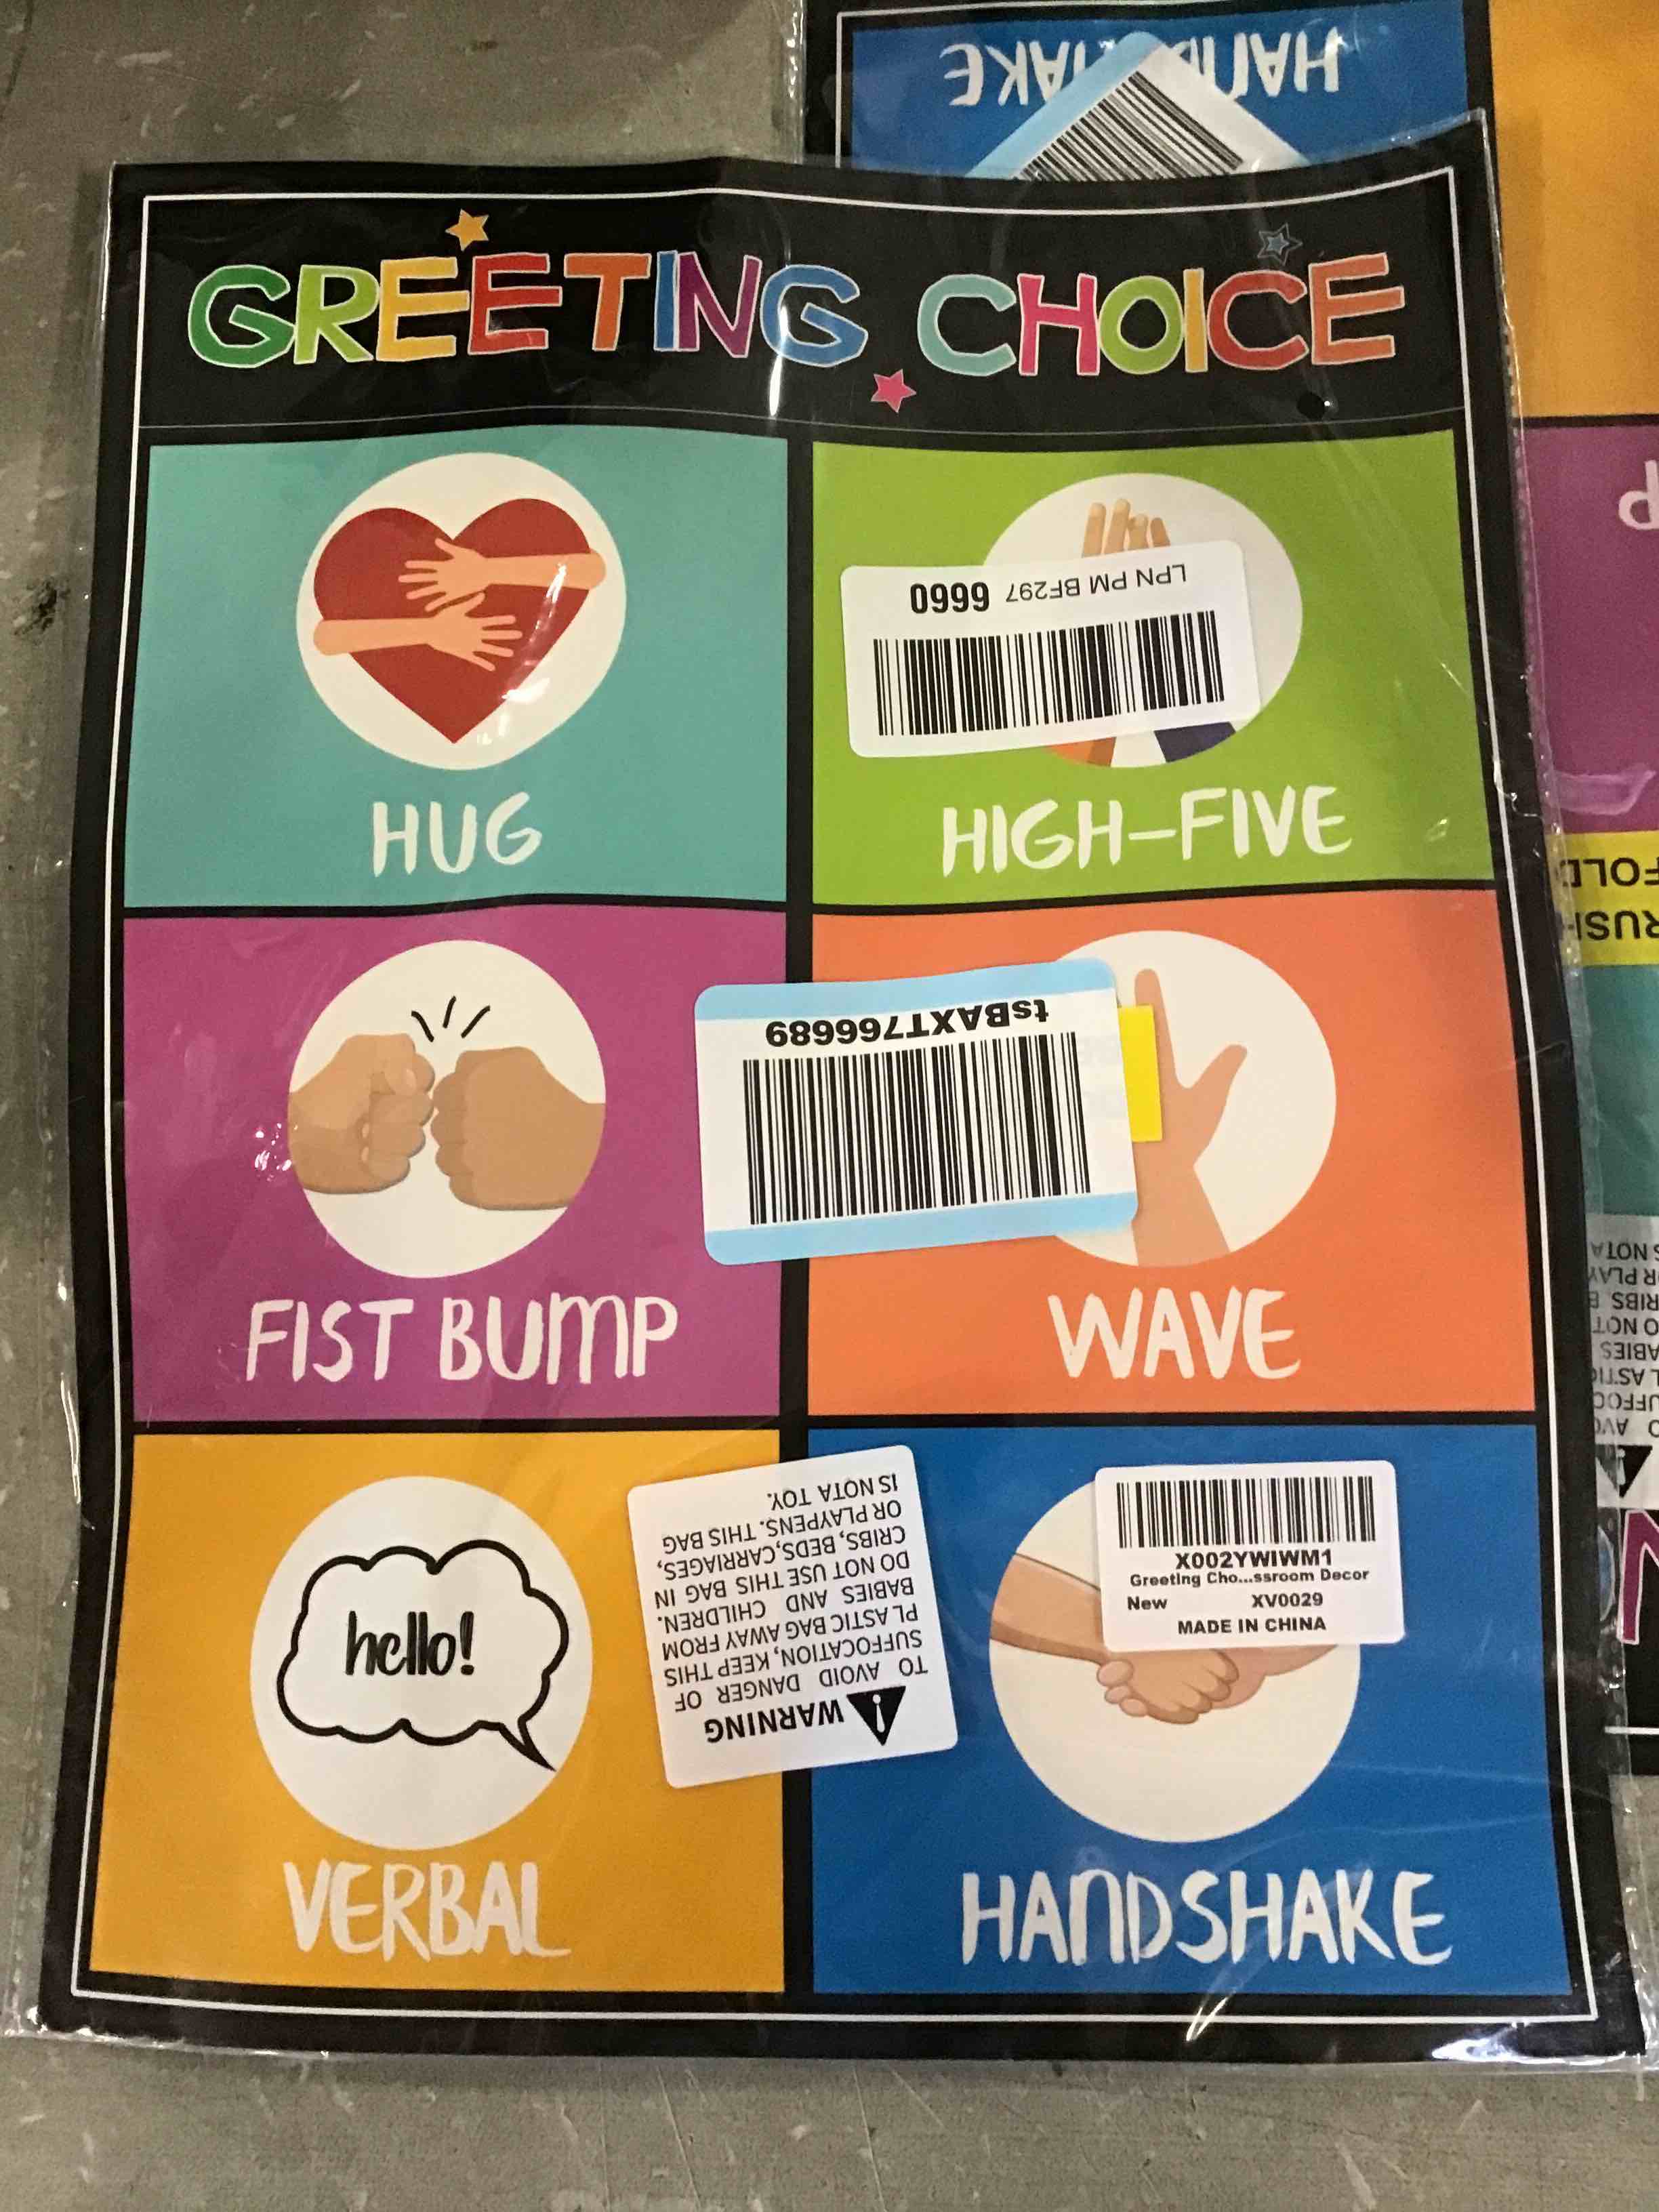 HANDSHAKE
GREETING CHOICE
HUG
LPN PM BF297 6660
HIGH-FIVE
tsBAXT766689
FIST BUMP
WAVE
hello!
VERBAL
WARNING
TO AVOID DANGER OF
SUFFOCATION, KEEP THIS
PLASTIC BAG AWAY FROM
BABIES AND CHILDREN.
DO NOT USE THIS BAG IN
CRIBS, BEDS,CARRIAGES,
OR PLAYPENS. THIS BAG
IS NOTA TOY.
X002YWIWM1
Greeting Cho...ssroom Decor
New XV0029
MADE IN CHINA
HANDSHAKE